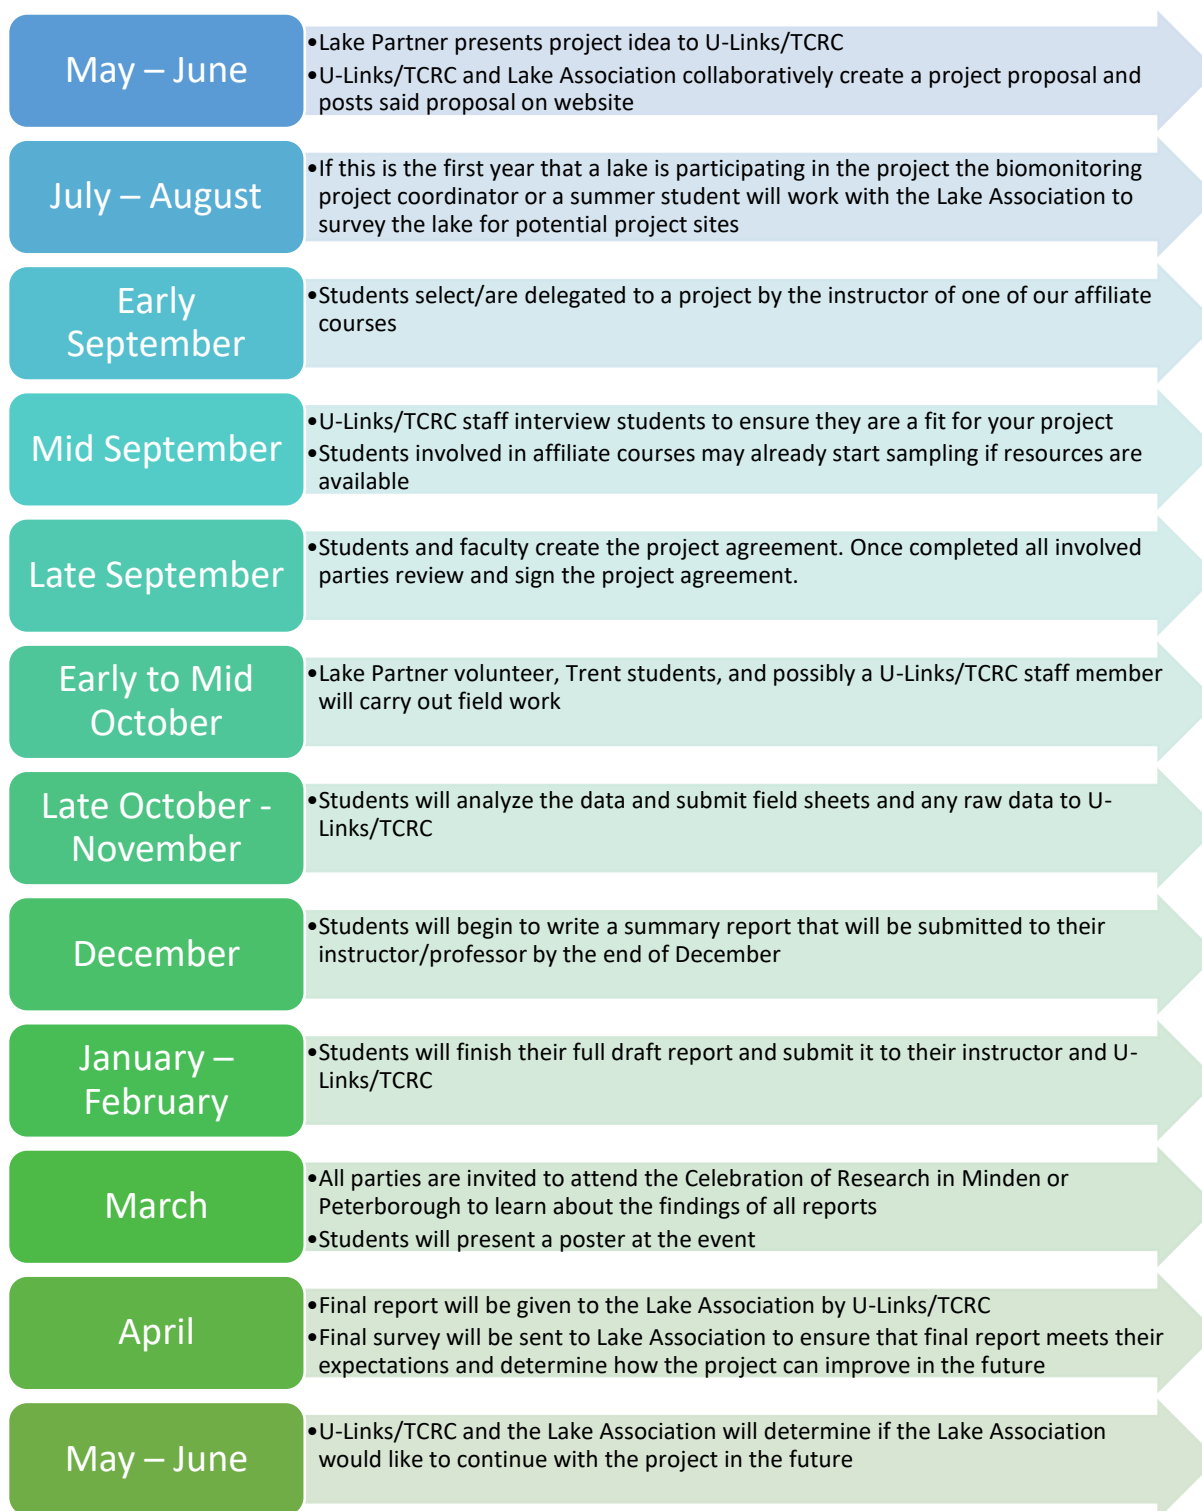 May – June
•Lake Partner presents project idea to U-Links/TCRC
•U-Links/TCRC and Lake Association collaboratively create a project proposal and
posts said proposal on website
July – August
•If this is the first year that a lake is participating in the project the biomonitoring
project coordinator or a summer student will work with the Lake Association to
survey the lake for potential project sites
Early
September
•Students select/are delegated to a project by the instructor of one of our affiliate
courses
Mid September
•U-Links/TCRC staff interview students to ensure they are a fit for your project
•Students involved in affiliate courses may already start sampling if resources are
available
Late September
•Students and faculty create the project agreement. Once completed all involved
parties review and sign the project agreement.
Early to Mid
October
•Lake Partner volunteer, Trent students, and possibly a U-Links/TCRC staff member
will carry out field work
Late October -
November
•Students will analyze the data and submit field sheets and any raw data to U-
Links/TCRC
December
•Students will begin to write a summary report that will be submitted to their
instructor/professor by the end of December
January –
February
•Students will finish their full draft report and submit it to their instructor and U-
Links/TCRC
March
•All parties are invited to attend the Celebration of Research in Minden or
Peterborough to learn about the findings of all reports
•Students will present a poster at the event
April
•Final report will be given to the Lake Association by U-Links/TCRC
•Final survey will be sent to Lake Association to ensure that final report meets their
expectations and determine how the project can improve in the future
May – June
•U-Links/TCRC and the Lake Association will determine if the Lake Association
would like to continue with the project in the future